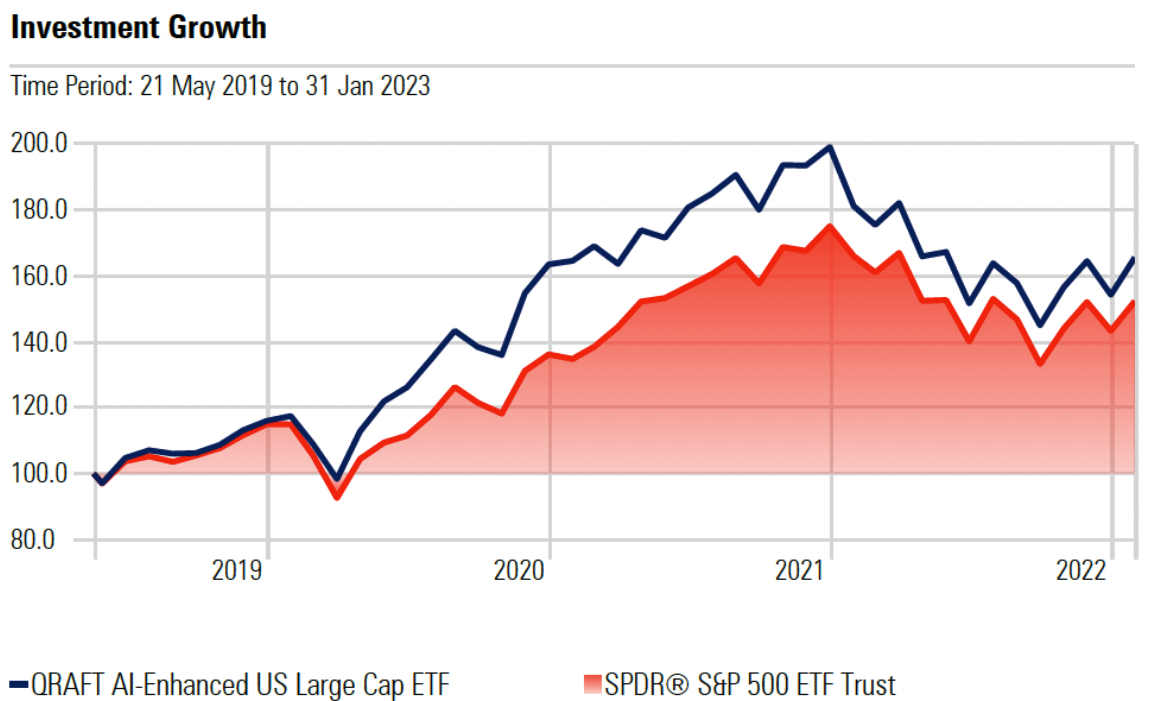 Investment Growth
Time Period: 21 May 2019 to 31 Jan 2023
200.0
180.0
160.0
140.0
120.0
100.0
80.0
2019 2020 2021 2022
QRAFT AI-Enhanced US Large Cap ETF SPDR® S&P 500 ETF Trust